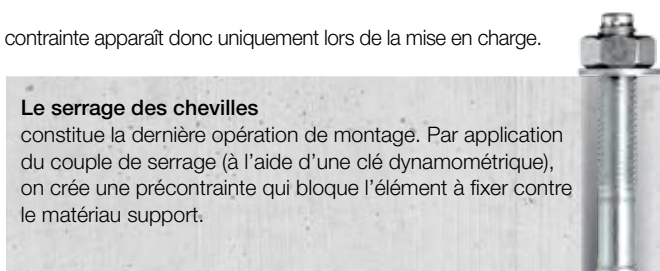 contrainte apparaît donc uniquement lors de la mise en charge.
Le serrage des chevilles
constitue la dernière opération de montage. Par application
du couple de serrage (à l'aide d'une clé dynamométrique),
on crée une précontrainte qui bloque l'élément à fixer contre
le matériau support.